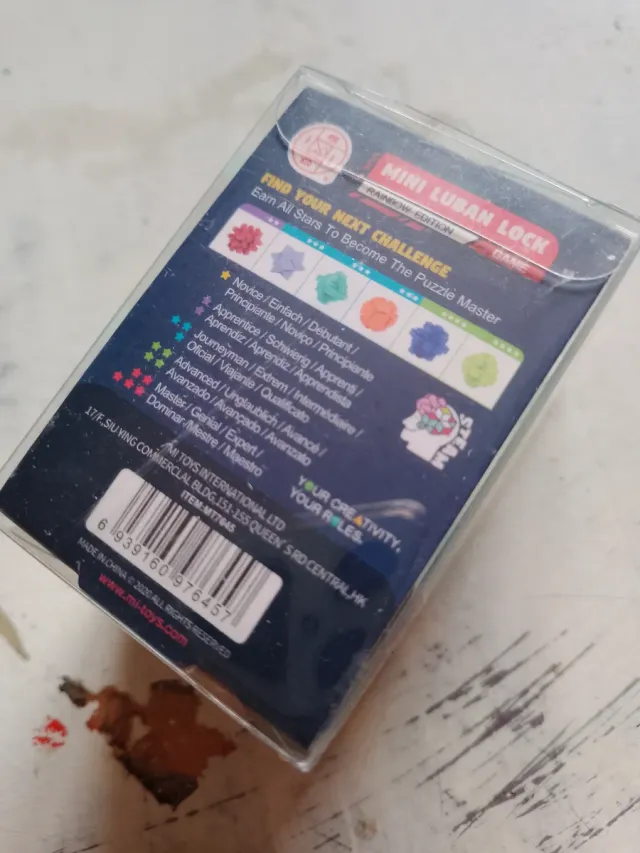 MINI LUBAN LOCK
RAINBOW EDITION
GAME
FIND YOUR NEXT CHALLENGE
Earn All Stars To Become The Puzzle Master
Novice / Einfach / Débutant /
Principiante / Noviço / Principiante
Apprentice / Schwierig / Apprenti /
Aprendiz / Aprendiz / Apprendista
Journeyman / Extrem / Intermédiaire /
Oficial / Viajante / Qualificato
Advanced / Unglaublich / Avancé /
Avanzado / Avançado / Avanzato
Master / Genial / Expert /
Dominar / Mestre / Maestro
STEAM
YOUR CREATIVITY,
YOUR RULES.
MI TOYS INTERNATIONAL LTD
17/F.,SIU YING COMMERCLAL BLDG.151-155 QUEEN'S RD CENTRAL,HK
ITEM:MT7645
6 939160 976457
MADE IN CHINA © 2020 ALL RIGHTS RESERVED
www.mi-toys.com